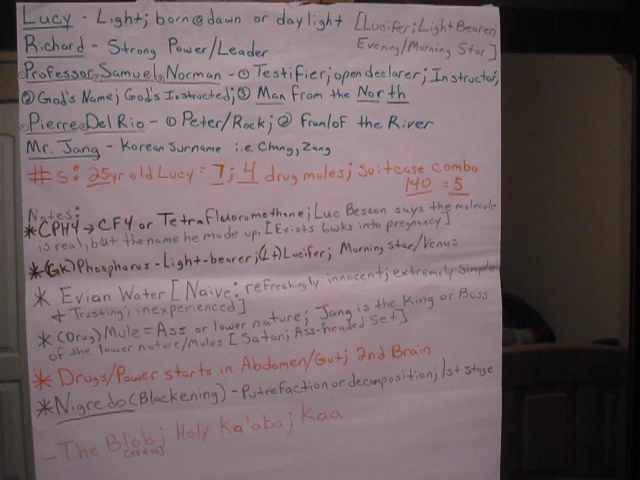 Lucy - Light; born @ dawn or daylight [Lucifer; Light Bearer
Evening/Morning Star]
Richard - Strong Power/Leader
①Professor ②Samuel ③Norman - ① Testifier; open declarer; Instructor;
② God's Name; God's Instructed; ③ Man from the North
①Pierre ②Del Rio - ① Peter/Rock; ② From/of the River
Mr. Jang - Korean Surname i.e. Chang, Zang
#s: 25yr old Lucy = 7; 4 drug mules; suitcase combo
140 = 5
Notes:
*CPH4 → CF4 or Tetrafluoromethane; Luc Besson says the molecule
is real, but the name he made up. [Exists 6wks into pregnancy]
*(GK) Phosphorus - Light-bearer; (Lt) Lucifer; Morning Star/Venus
* Evian Water [Naive: refreshingly innocent; extremely simple
+ Trusting; inexperienced]
* (Drug) Mule = Ass or lower nature; Jang is the King or Boss
of the lower nature/Mules [Satan; Ass-headed Set]
* Drugs/Power starts in Abdomen/Gut; 2nd Brain
*Nigredo (Blackening) - Putrefaction or decomposition; 1st stage
- The Blob; Holy Ka'aba; Kaa